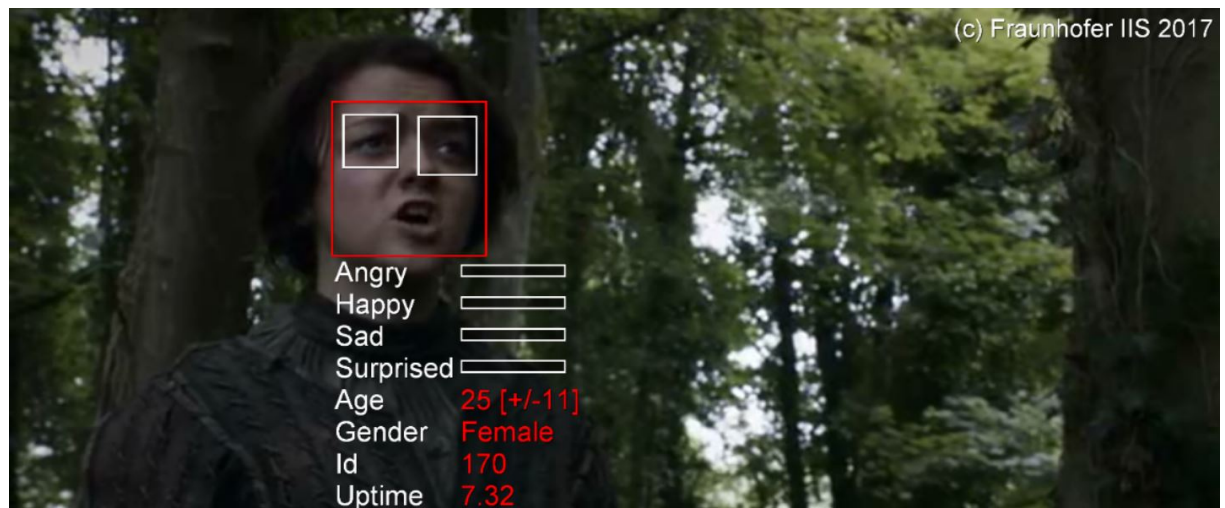 (c) Fraunhofer IIS 2017
Angry
Happy
Sad
Surprised
Age 25 [+/-11]
Gender Female
Id 170
Uptime 7.32